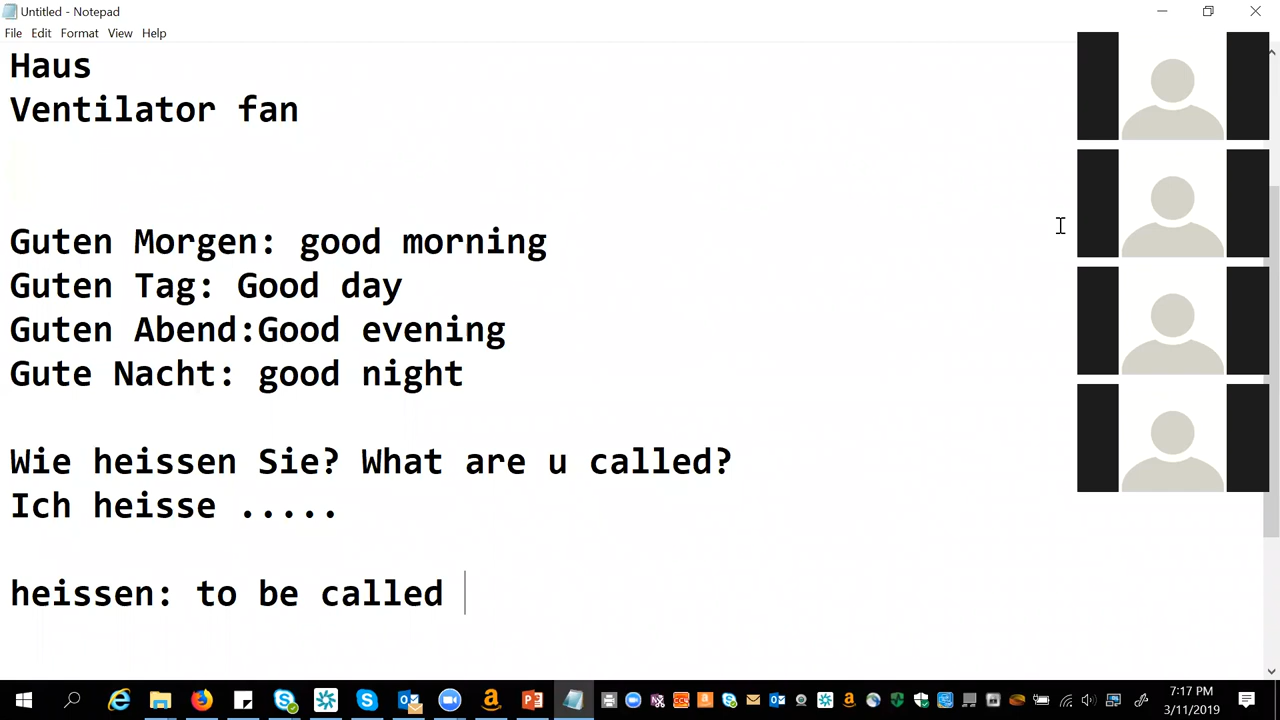 Untitled - Notepad
File Edit Format View Help
Haus
Ventilator fan
Guten Morgen: good morning
Guten Tag: Good day
Guten Abend:Good evening
Gute Nacht: good night
Wie heissen Sie? What are u called?
Ich heisse .....
heissen: to be called
7:17 PM
3/11/2019